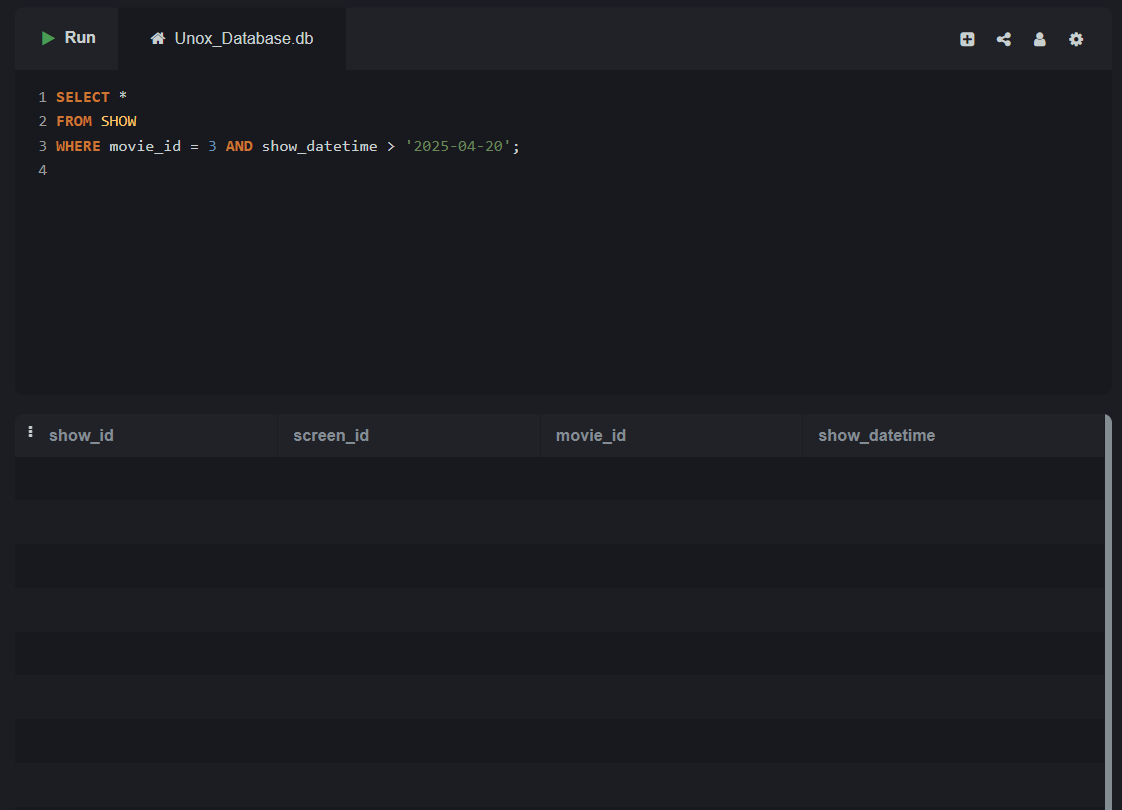 Run Unox_Database.db
1 SELECT *
2 FROM SHOW
3 WHERE movie_id = 3 AND show_datetime > '2025-04-20';
4
show_id screen_id movie_id show_datetime